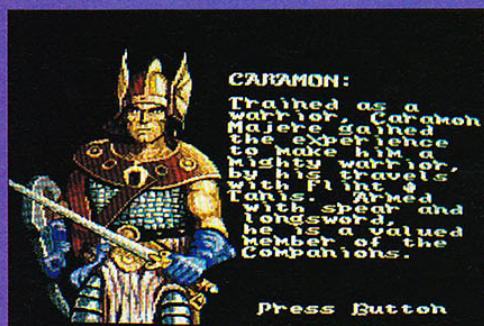 CARAMON:
Trained as a
warrior, Caramon
Majere gained
the experience
to make him a
mighty warrior,
by his travels
with Flint &
Tanis. Armed
with spear and
longsword,
he is a valued
member of the
Companions.
Press Button